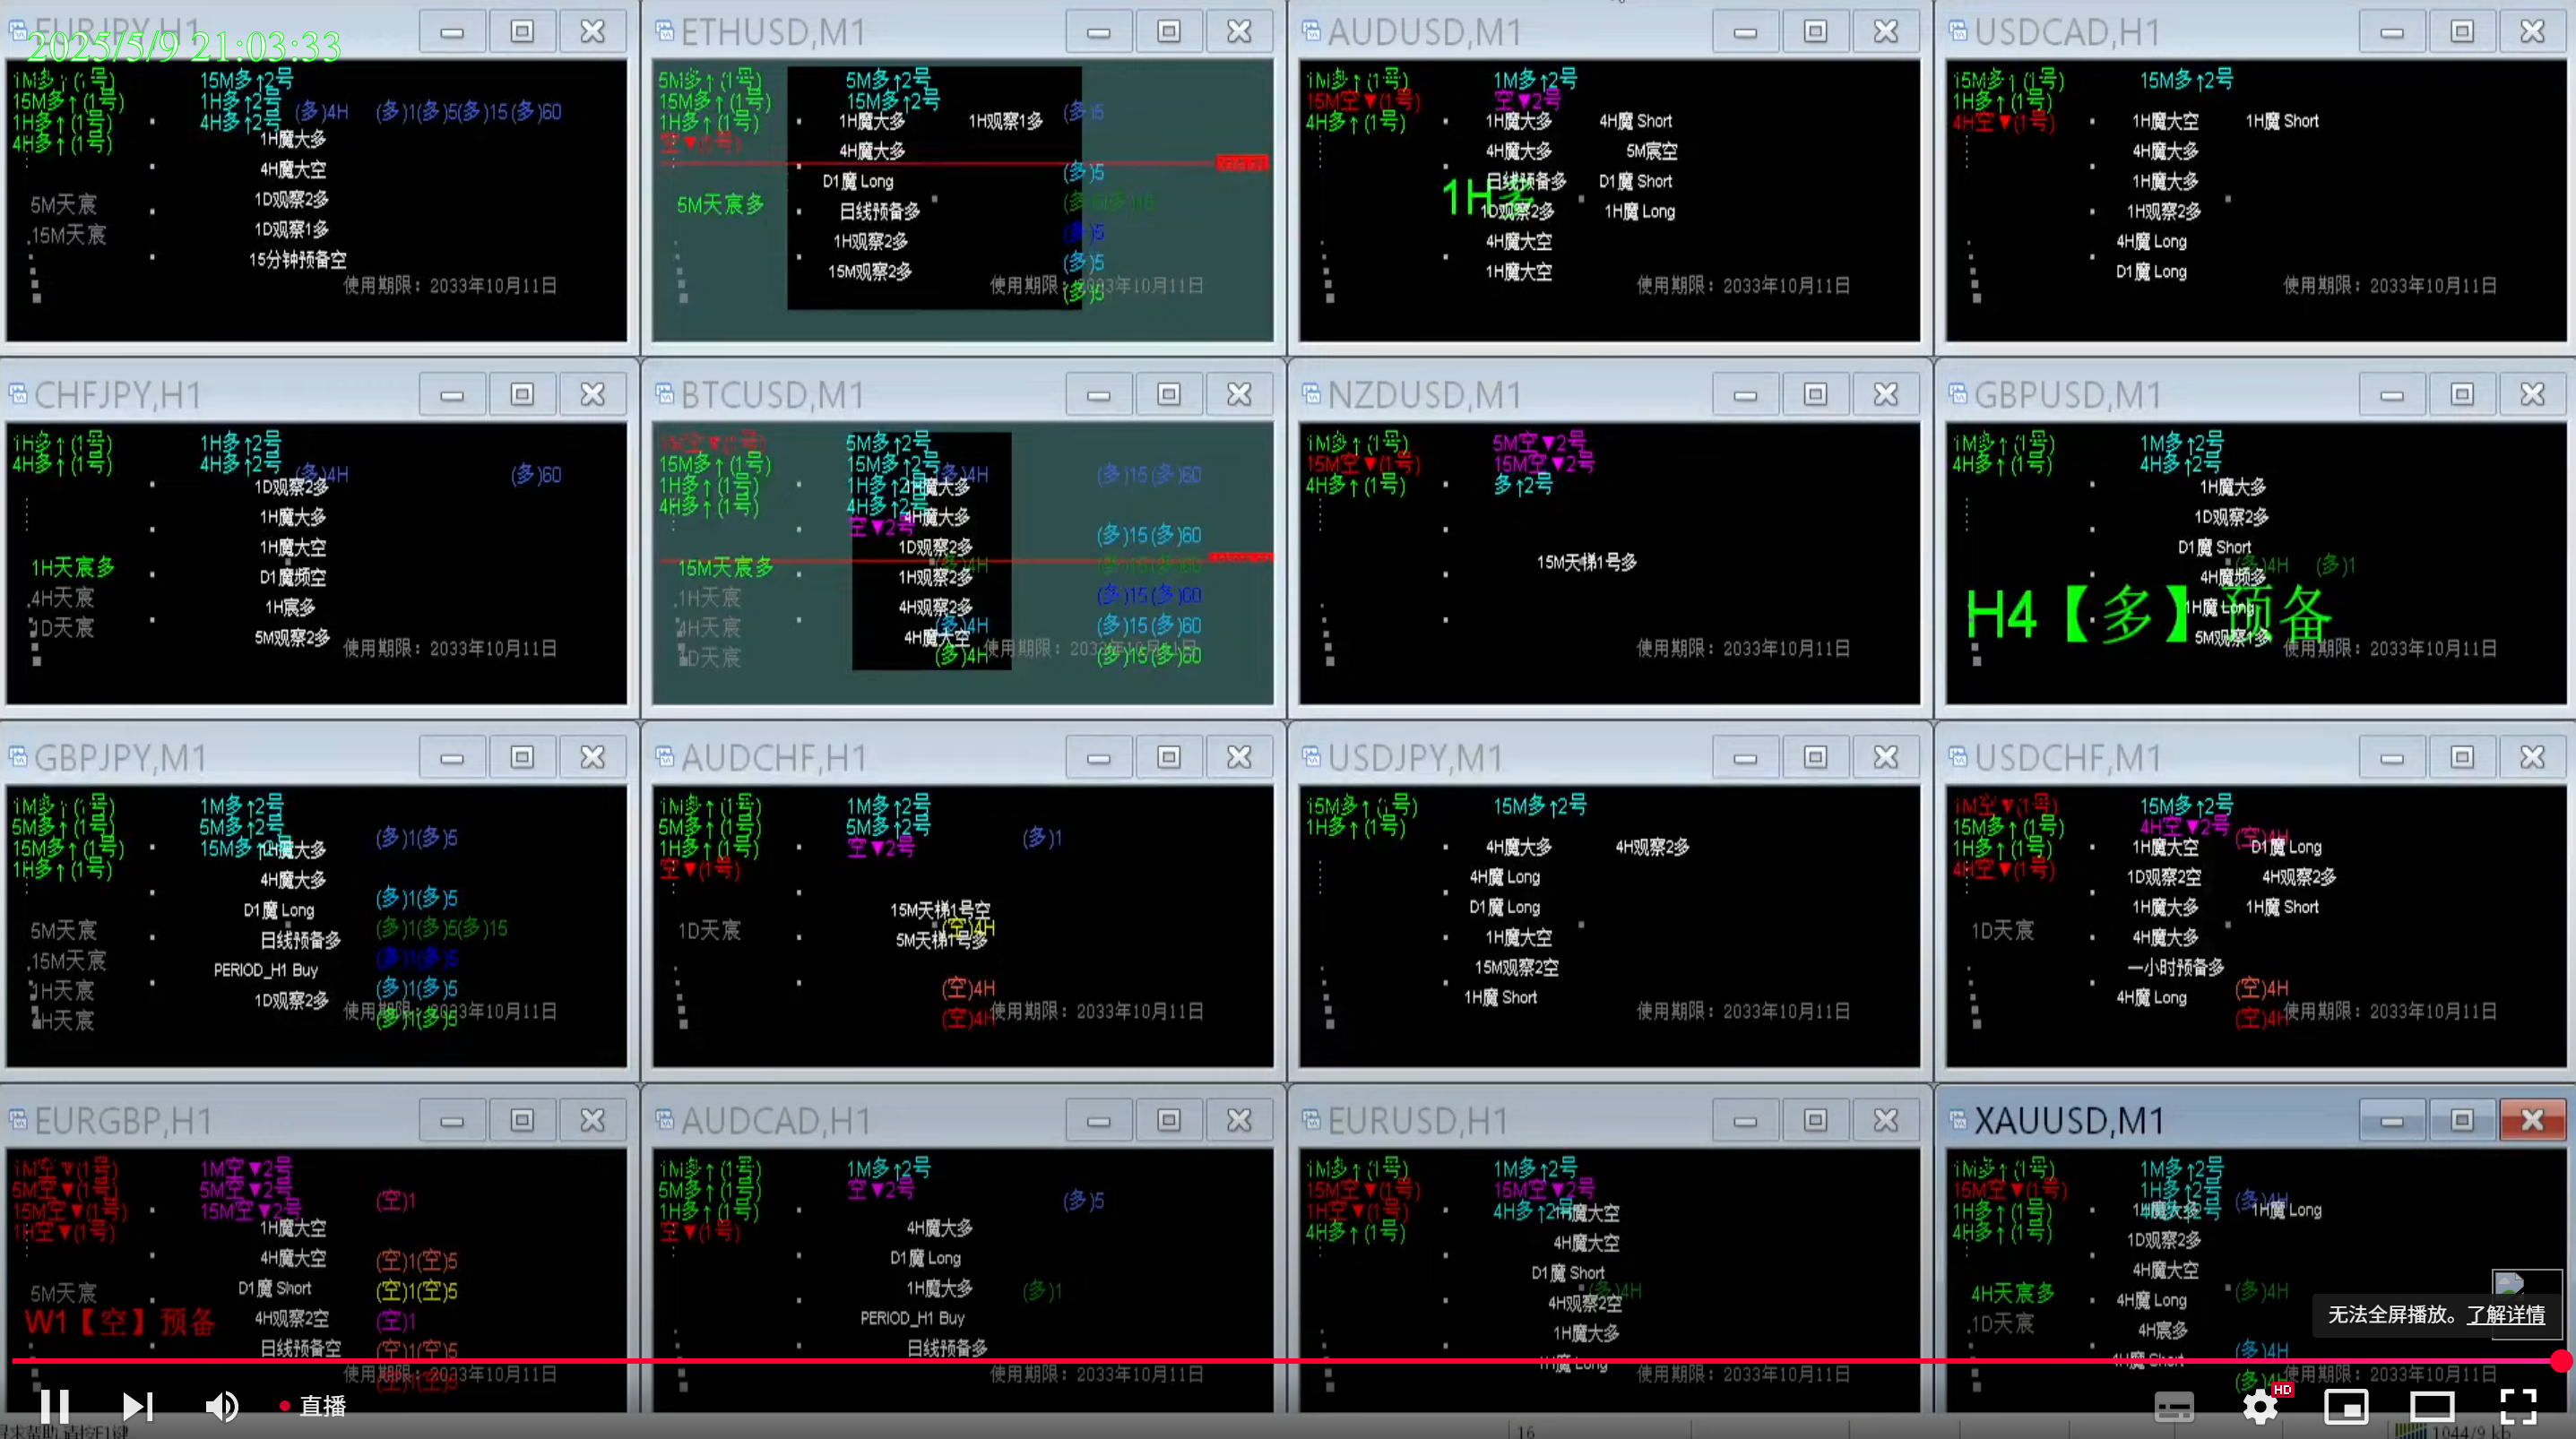 EURJPY,H1
2025/5/9 21:03:33
1M多↑(1号)
15M多↑(1号)
1H多↑(1号)
4H多↑(1号)
15M多↑2号
1H多↑2号
4H多↑2号
(多)4H (多)1(多)5(多)15(多)60
1H魔大多
4H魔大空
1D观察2多
1D观察1多
15分钟预备空
5M天宸
15M天宸
使用期限：2033年10月11日
ETHUSD,M1
5M多↑(1号)
15M多↑(1号)
1H多↑(1号)
空▼(1号)
5M多↑2号
15M多↑2号
1H魔大多 1H观察1多 (多)5
4H魔大多
D1魔 Long (多)5
日线预备多
1H观察2多 (多)5
15M观察2多 (多)5
(多)5
5M天宸多
AUDUSD,M1
1M多↑(1号)
15M空▼(1号)
4H多↑(1号)
1M多↑2号
空▼2号
1H魔大多 4H魔 Short
4H魔大多 5M宸空
日线预备多 D1魔 Short
1H多
1D观察2多 1H魔 Long
4H魔大空
1H魔大空
使用期限：2033年10月11日
USDCAD,H1
15M多↑(1号)
1H多↑(1号)
4H空▼(1号)
15M多↑2号
1H魔大空 1H魔 Short
4H魔大多
1H魔大多
1H观察2多
4H魔 Long
D1魔 Long
使用期限：2033年10月11日
CHFJPY,H1
1H多↑(1号)
4H多↑(1号)
1H多↑2号
4H多↑2号
(多)4H (多)60
1D观察2多
1H魔大多
1H魔大空
D1魔频空
1H宸多
5M观察2多
1H天宸多
4H天宸
1D天宸
使用期限：2033年10月11日
BTCUSD,M1
1M空▼(1号)
15M多↑(1号)
1H多↑(1号)
4H多↑(1号)
5M多↑2号
15M多↑2号
1H多↑2号
4H多↑2号
空▼2号
(多)4H (多)15(多)60
1H魔大多
4H魔大多
1D观察2多 (多)15(多)60
1H观察2多
4H观察2多 (多)15(多)60
4H魔大空 (多)4H (多)15(多)60
(多)4H (多)15(多)60
15M天宸多
1H天宸
4H天宸
1D天宸
NZDUSD,M1
1M多↑(1号)
15M空▼(1号)
4H多↑(1号)
5M空▼2号
15M空▼2号
多↑2号
15M天梯1号多
使用期限：2033年10月11日
GBPUSD,M1
1M多↑(1号)
4H多↑(1号)
1M多↑2号
4H多↑2号
1H魔大多
1D观察2多
D1魔 Short
4H魔频多 (多)4H (多)1
1H魔 Long
H4【多】预备
5M观察1多
使用期限：2033年10月11日
GBPJPY,M1
1M多↑(1号)
5M多↑(1号)
15M多↑(1号)
1H多↑(1号)
1M多↑2号
5M多↑2号
15M多↑2号
1H魔大多
4H魔大多
D1魔 Long
日线预备多
PERIOD_H1 Buy
1D观察2多
(多)1(多)5
(多)1(多)5
(多)1(多)5(多)15
(多)1(多)5
(多)1(多)5
(多)1(多)5
5M天宸
15M天宸
1H天宸
4H天宸
使用期限：2033年10月11日
AUDCHF,H1
1M多↑(1号)
5M多↑(1号)
1H多↑(1号)
空▼(1号)
1M多↑2号
5M多↑2号
空▼2号
(多)1
15M天梯1号空
(空)4H
5M天梯1号多
(空)4H
(空)4H
1D天宸
使用期限：2033年10月11日
USDJPY,M1
15M多↑(1号)
1H多↑(1号)
15M多↑2号
4H魔大多 4H观察2多
4H魔 Long
D1魔 Long
1H魔大空
15M观察2空
1H魔 Short
使用期限：2033年10月11日
USDCHF,M1
1M空▼(1号)
15M多↑(1号)
1H多↑(1号)
4H空▼(1号)
15M多↑2号
4H空▼2号
(空)4H
1H魔大空 D1魔 Long
1D观察2空 4H观察2多
1H魔大多 1H魔 Short
4H魔大多
一小时预备多
4H魔 Long
(空)4H
(空)4H
1D天宸
使用期限：2033年10月11日
EURGBP,H1
1M空▼(1号)
5M空▼(1号)
15M空▼(1号)
1H空▼(1号)
1M空▼2号
5M空▼2号
15M空▼2号
(空)1
1H魔大空
4H魔大空 (空)1(空)5
D1魔 Short (空)1(空)5
4H观察2空 (空)1
日线预备空 (空)1(空)5
5M天宸
W1【空】预备
使用期限：2033年10月11日
AUDCAD,H1
1M多↑(1号)
5M多↑(1号)
1H多↑(1号)
空▼(1号)
1M多↑2号
空▼2号
(多)5
4H魔大多
D1魔 Long
1H魔大多 (多)1
PERIOD_H1 Buy
日线预备多
使用期限：2033年10月11日
EURUSD,H1
1M多↑(1号)
15M空▼(1号)
1H空▼(1号)
4H多↑(1号)
1M多↑2号
15M空▼2号
4H多↑2号
1H魔大空
4H魔大空
D1魔 Short
(多)4H
4H观察2空
1H魔大多
1H魔 Long
使用期限：2033年10月11日
XAUUSD,M1
1M多↑(1号)
15M空▼(1号)
1H多↑(1号)
4H多↑(1号)
1M多↑2号
1H多↑2号
4H多↑2号
(多)4H
1H魔大多 1H魔 Long
1D观察2多
4H魔大空
4H魔 Long (多)4H
4H宸多
4H魔 Short (多)4H
4H天宸多
1D天宸
使用期限：2033年10月11日
无法全屏播放。了解详情
直播
HD
16
1044/9 kb